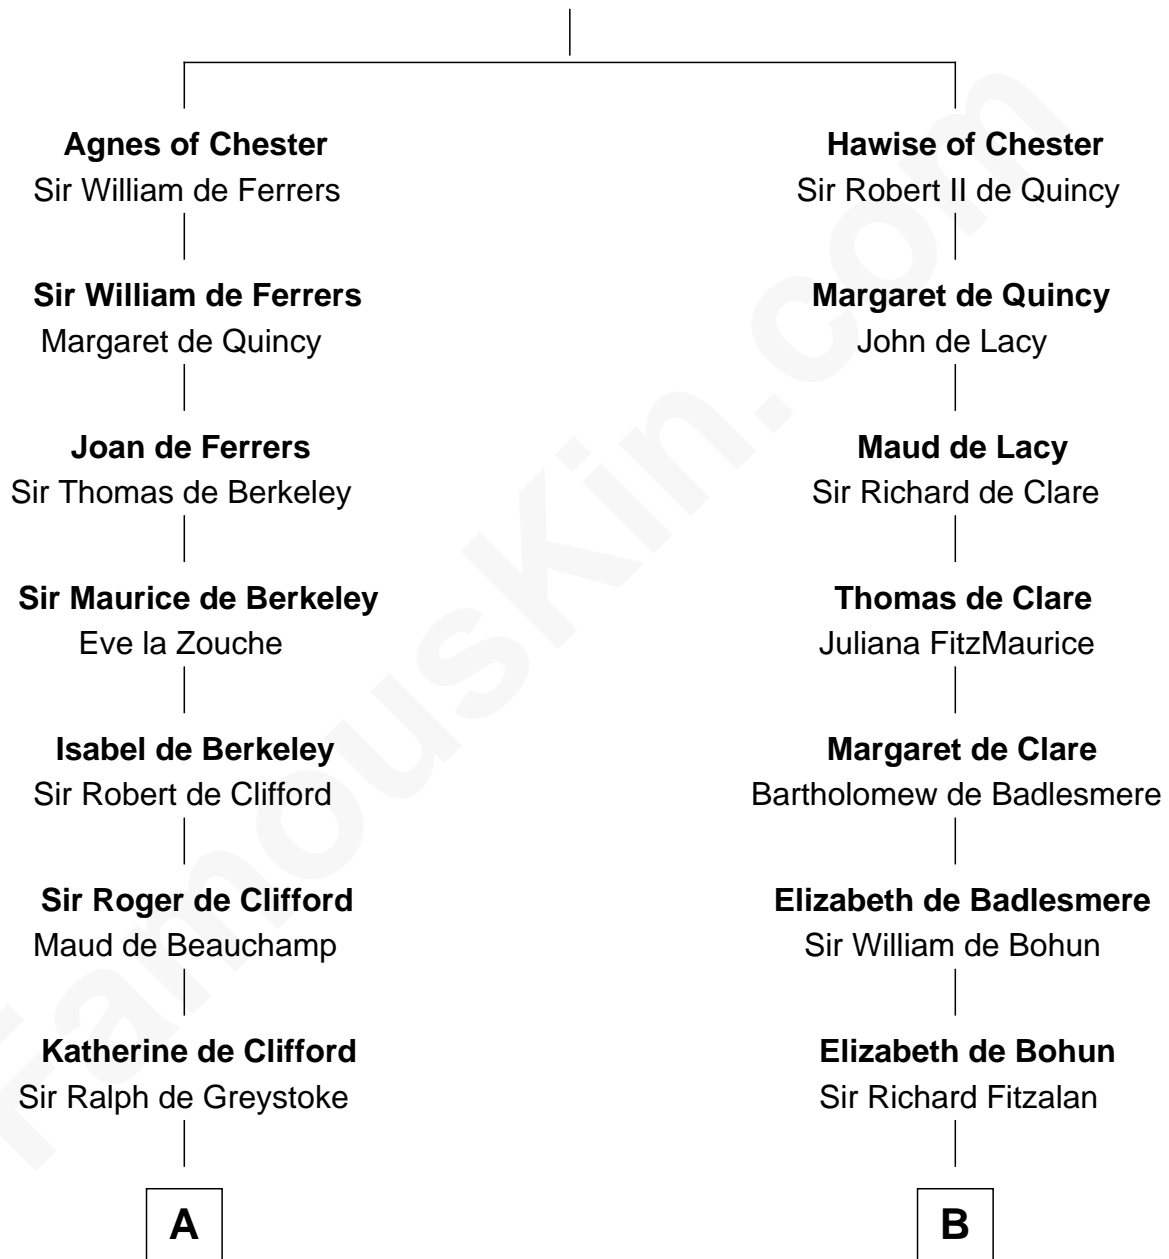 Agnes of Chester
Sir William de Ferrers
Sir William de Ferrers
Margaret de Quincy
Joan de Ferrers
Sir Thomas de Berkeley
Sir Maurice de Berkeley
Eve la Zouche
Isabel de Berkeley
Sir Robert de Clifford
Sir Roger de Clifford
Maud de Beauchamp
Katherine de Clifford
Sir Ralph de Greystoke
A
Hawise of Chester
Sir Robert II de Quincy
Margaret de Quincy
John de Lacy
Maud de Lacy
Sir Richard de Clare
Thomas de Clare
Juliana FitzMaurice
Margaret de Clare
Bartholomew de Badlesmere
Elizabeth de Badlesmere
Sir William de Bohun
Elizabeth de Bohun
Sir Richard Fitzalan
B
FamousKin.com